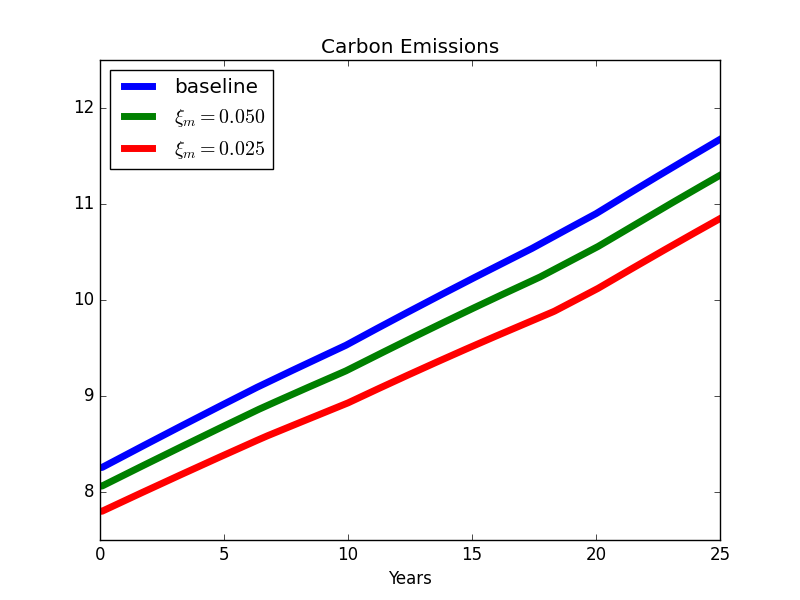 Carbon Emissions
baseline
ξₘ = 0.050
ξₘ = 0.025
12
11
10
9
8
0 5 10 15 20 25
Years